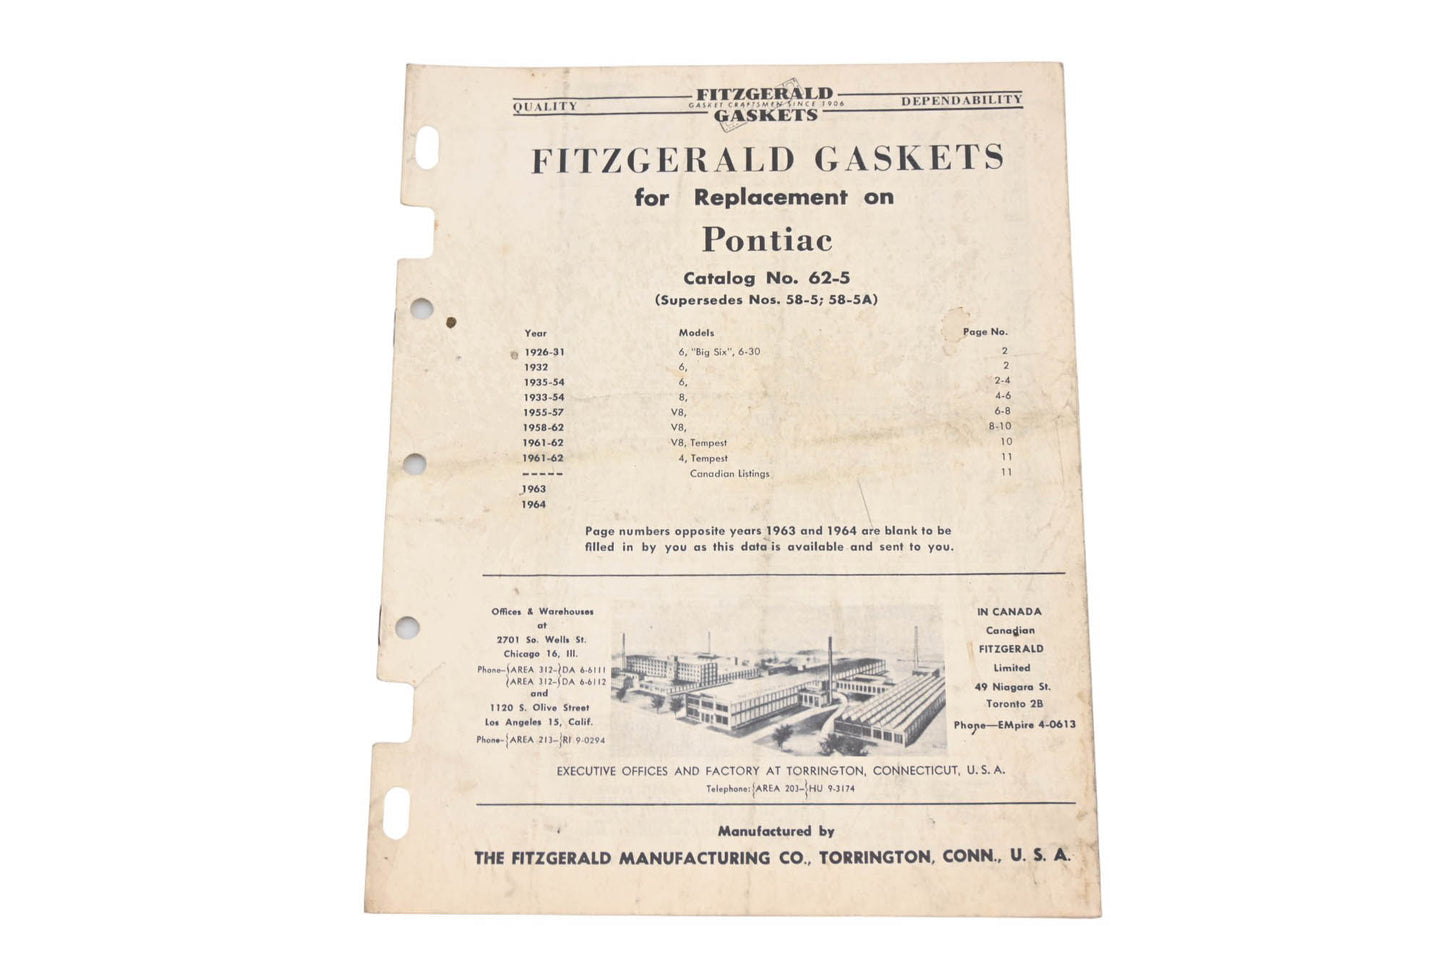 QUALITY
FITZGERALD
GASKET CRAFTSMEN SINCE 1906
GASKETS
DEPENDABILITY
FITZGERALD GASKETS
for Replacement on
Pontiac
Catalog No. 62-5
(Supersedes Nos. 58-5; 58-5A)
Year Models Page No.
1926-31 6, "Big Six", 6-30 2
1932 6, 2
1935-54 6, 2-4
1933-54 8, 4-6
1955-57 V8, 6-8
1958-62 V8, 8-10
1961-62 V8, Tempest 10
1961-62 4, Tempest 11
----- Canadian Listings 11
1963
1964
Page numbers opposite years 1963 and 1964 are blank to be
filled in by you as this data is available and sent to you.
Offices & Warehouses
at
2701 So. Wells St.
Chicago 16, Ill.
Phone-{AREA 312-}DA 6-6111
{AREA 312-}DA 6-6112
and
1120 S. Olive Street
Los Angeles 15, Calif.
Phone-{AREA 213-}RI 9-0294
IN CANADA
Canadian
FITZGERALD
Limited
49 Niagara St.
Toronto 2B
Phone—EMpire 4-0613
EXECUTIVE OFFICES AND FACTORY AT TORRINGTON, CONNECTICUT, U. S. A.
Telephone:{AREA 203-}HU 9-3174
Manufactured by
THE FITZGERALD MANUFACTURING CO., TORRINGTON, CONN., U. S. A.